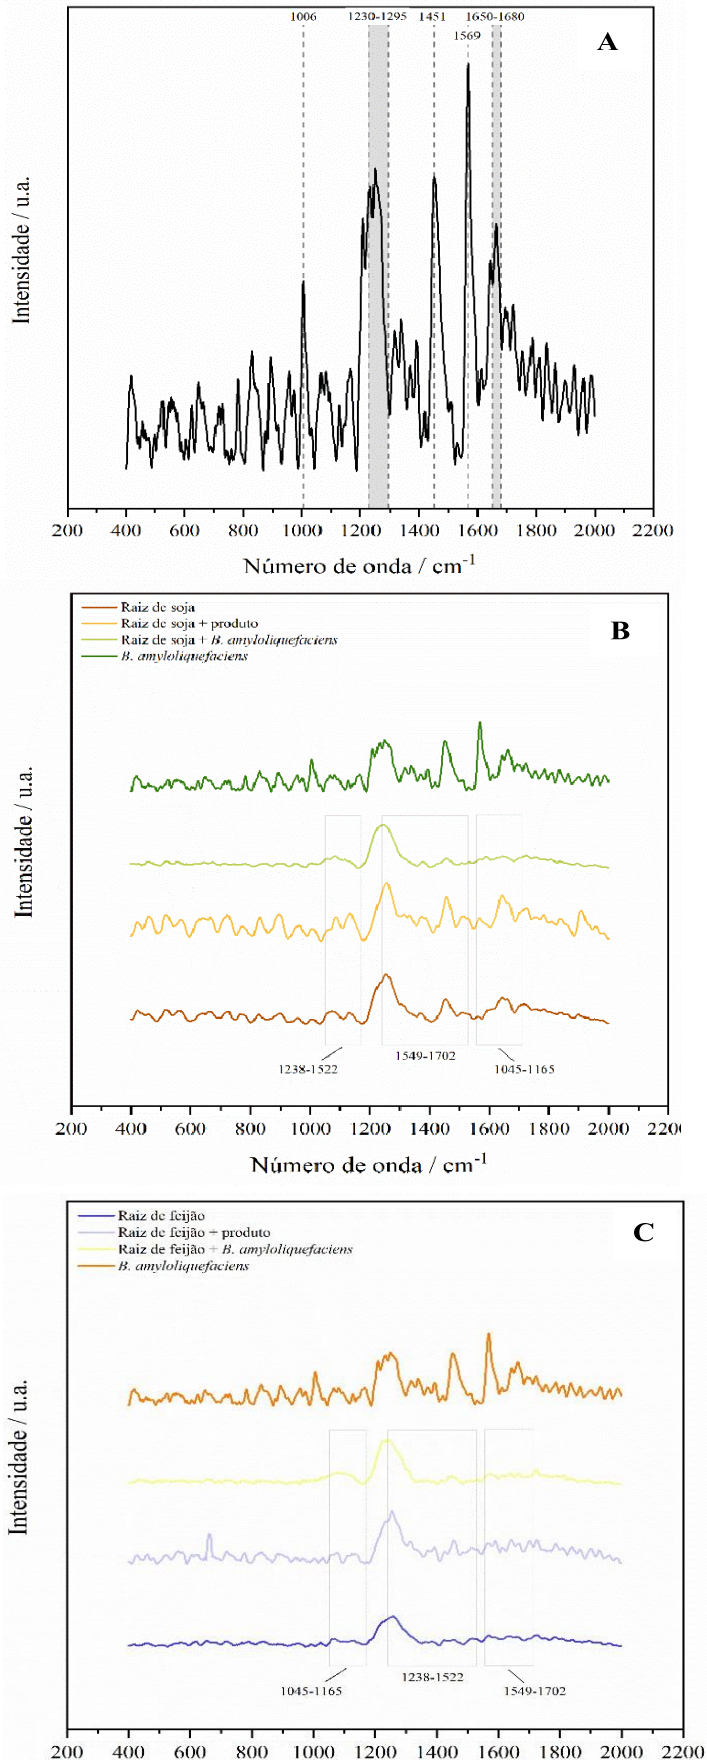 1006 1230-1295 1451 1650-1680
1569
A
Intensidade / u.a.
200 400 600 800 1000 1200 1400 1600 1800 2000 2200
Número de onda / cm-1
Raiz de soja
Raiz de soja + produto
Raiz de soja + B. amyloliquefaciens
B. amyloliquefaciens
B
Intensidade / u.a.
1238-1522 1549-1702 1045-1165
200 400 600 800 1000 1200 1400 1600 1800 2000 2200
Número de onda / cm-1
Raiz de feijão
Raiz de feijão + produto
Raiz de feijão + B. amyloliquefaciens
B. amyloliquefaciens
C
Intensidade / u.a.
1045-1165 1238-1522 1549-1702
200 400 600 800 1000 1200 1400 1600 1800 2000 2200